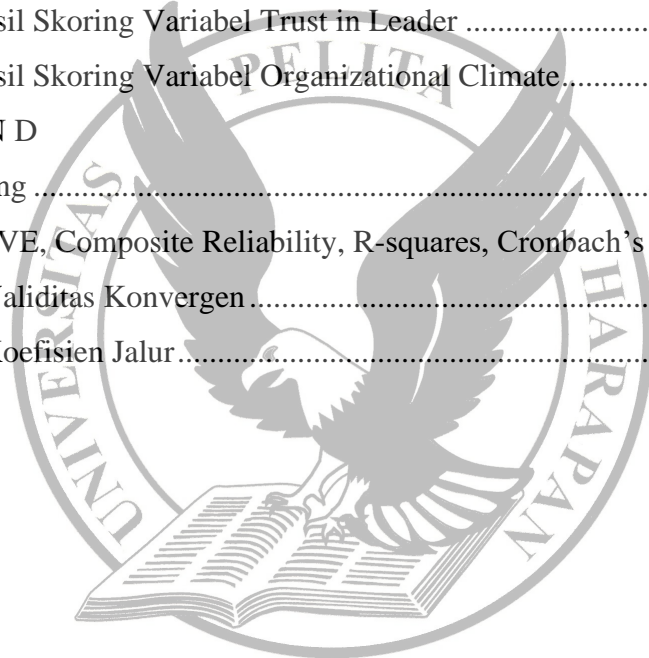 sil Skoring Variabel Trust in Leader ........................
sil Skoring Variabel Organizational Climate................
N D
ng ....................................................................................
VE, Composite Reliability, R-squares, Cronbach’s
Validitas Konvergen .......................................................
Koefisien Jalur..............................................................
UNIVERSITAS PELITA HARAPAN